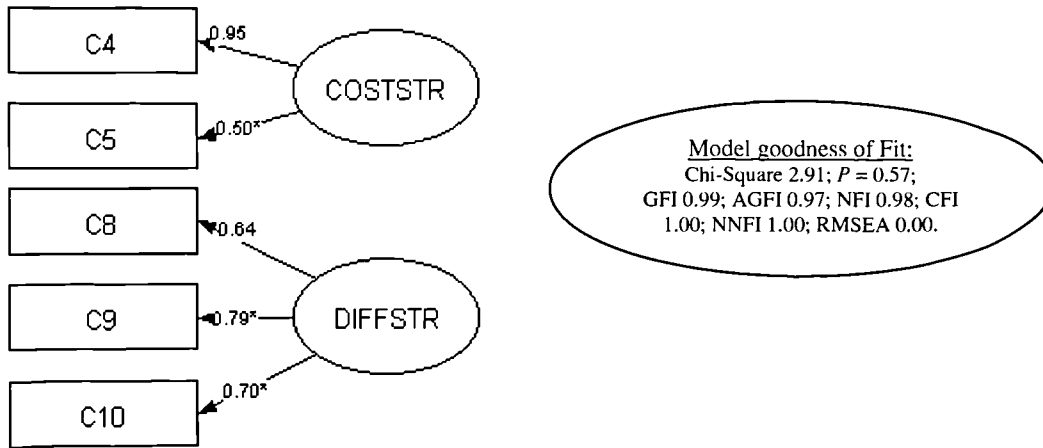 C4
0.95
COSTSTR
C5
0.50*
C8
0.64
C9
0.79*
DIFFSTR
C10
0.70*
Model goodness of Fit:
Chi-Square 2.91; P = 0.57;
GFI 0.99; AGFI 0.97; NFI 0.98; CFI
1.00; NNFI 1.00; RMSEA 0.00.